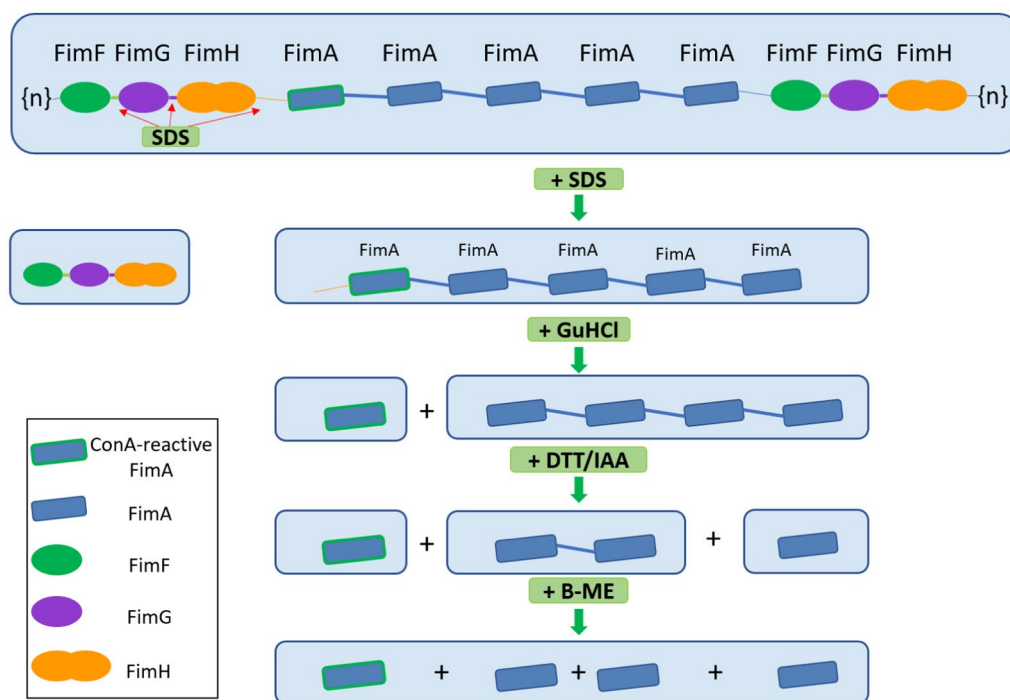 FimF FimG FimH FimA FimA FimA FimA FimA FimF FimG FimH
{n} {n}
SDS
+ SDS
FimA FimA FimA FimA FimA
+ GuHCl
+
+ DTT/IAA
+ +
+ B-ME
+ + +
ConA-reactive
FimA
FimA
FimF
FimG
FimH